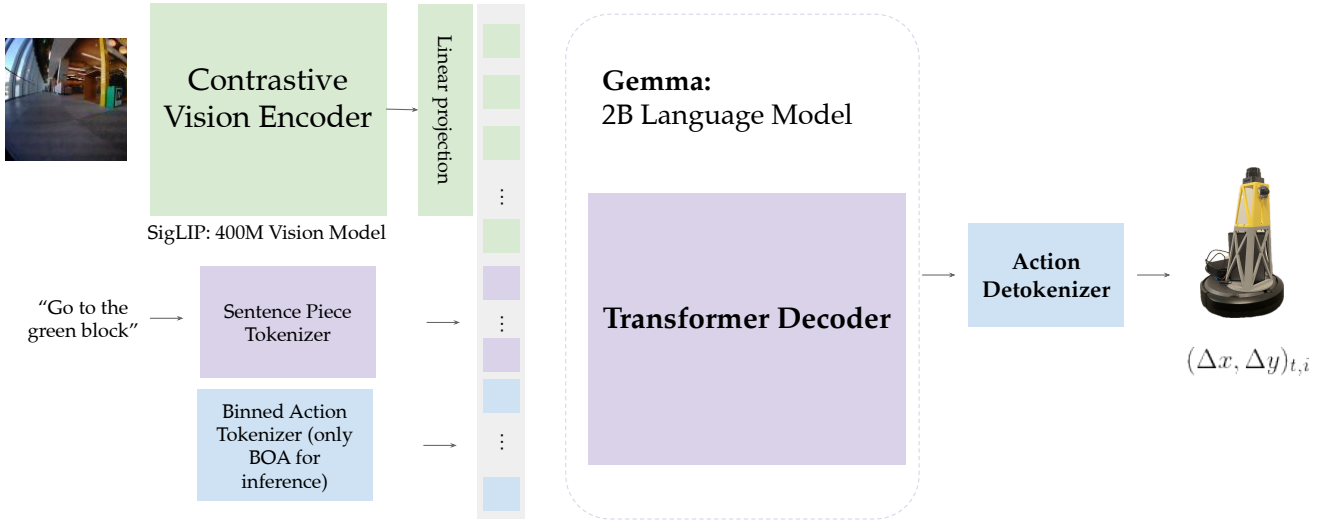 Contrastive
Vision Encoder
Linear projection
SigLIP: 400M Vision Model
“Go to the
green block”
Sentence Piece
Tokenizer
Binned Action
Tokenizer (only
BOA for
inference)
⋮
⋮
⋮
Gemma:
2B Language Model
Transformer Decoder
Action
Detokenizer
(Δx, Δy)t,i